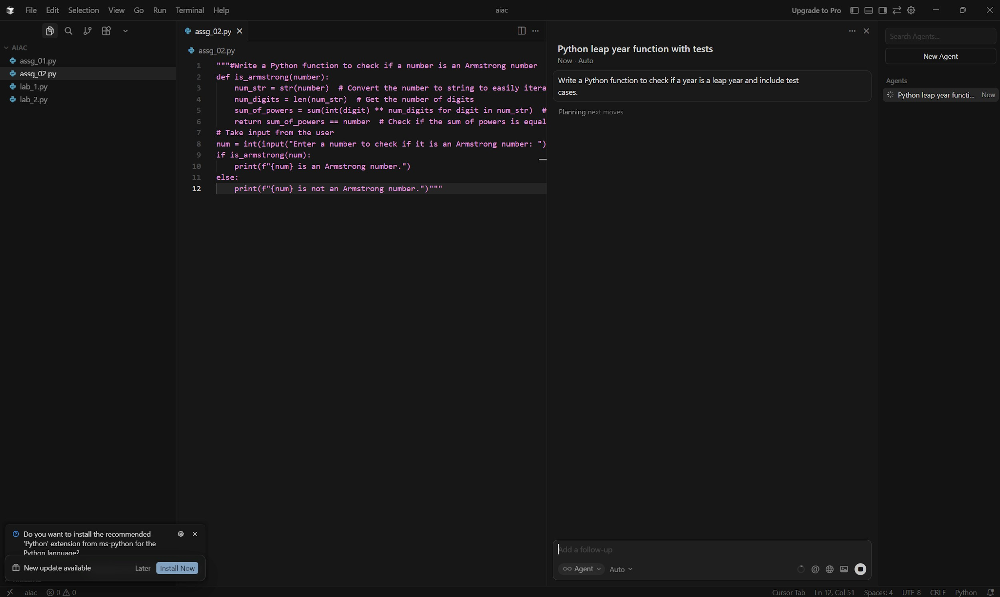 File Edit Selection View Go Run Terminal Help
aiac
Upgrade to Pro
AIAC
assg_01.py
assg_02.py
lab_1.py
lab_2.py
assg_02.py
assg_02.py
1 """#Write a Python function to check if a number is an Armstrong number
2 def is_armstrong(number):
3 num_str = str(number) # Convert the number to string to easily itera
4 num_digits = len(num_str) # Get the number of digits
5 sum_of_powers = sum(int(digit) ** num_digits for digit in num_str) #
6 return sum_of_powers == number # Check if the sum of powers is equal
7 # Take input from the user
8 num = int(input("Enter a number to check if it is an Armstrong number: ")
9 if is_armstrong(num):
10 print(f"{num} is an Armstrong number.")
11 else:
12 print(f"{num} is not an Armstrong number.")"""
Python leap year function with tests
Now · Auto
Write a Python function to check if a year is a leap year and include test
cases.
Planning next moves
Add a follow-up
Agent Auto
Search Agents...
New Agent
Agents
Python leap year functi... Now
Do you want to install the recommended
'Python' extension from ms-python for the
Python language?
New update available Later Install Now
aiac 0 0
Cursor Tab Ln 12, Col 51 Spaces: 4 UTF-8 CRLF Python